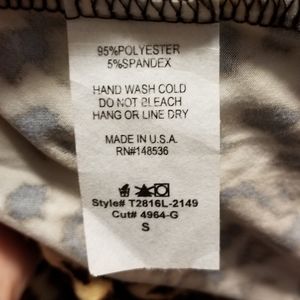 95%POLYESTER
5%SPANDEX
HAND WASH COLD
DO NOT BLEACH
HANG OR LINE DRY
MADE IN U.S.A.
RN#148536
Style# T2816L-2149
Cut# 4964-G
S